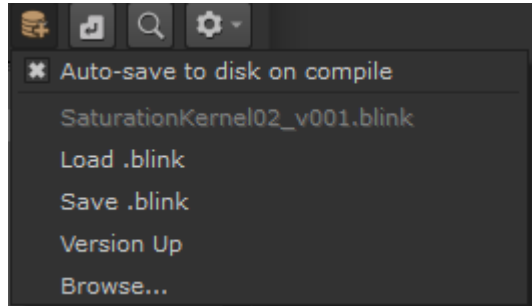 Auto-save to disk on compile
SaturationKernel02_v001.blink
Load .blink
Save .blink
Version Up
Browse...